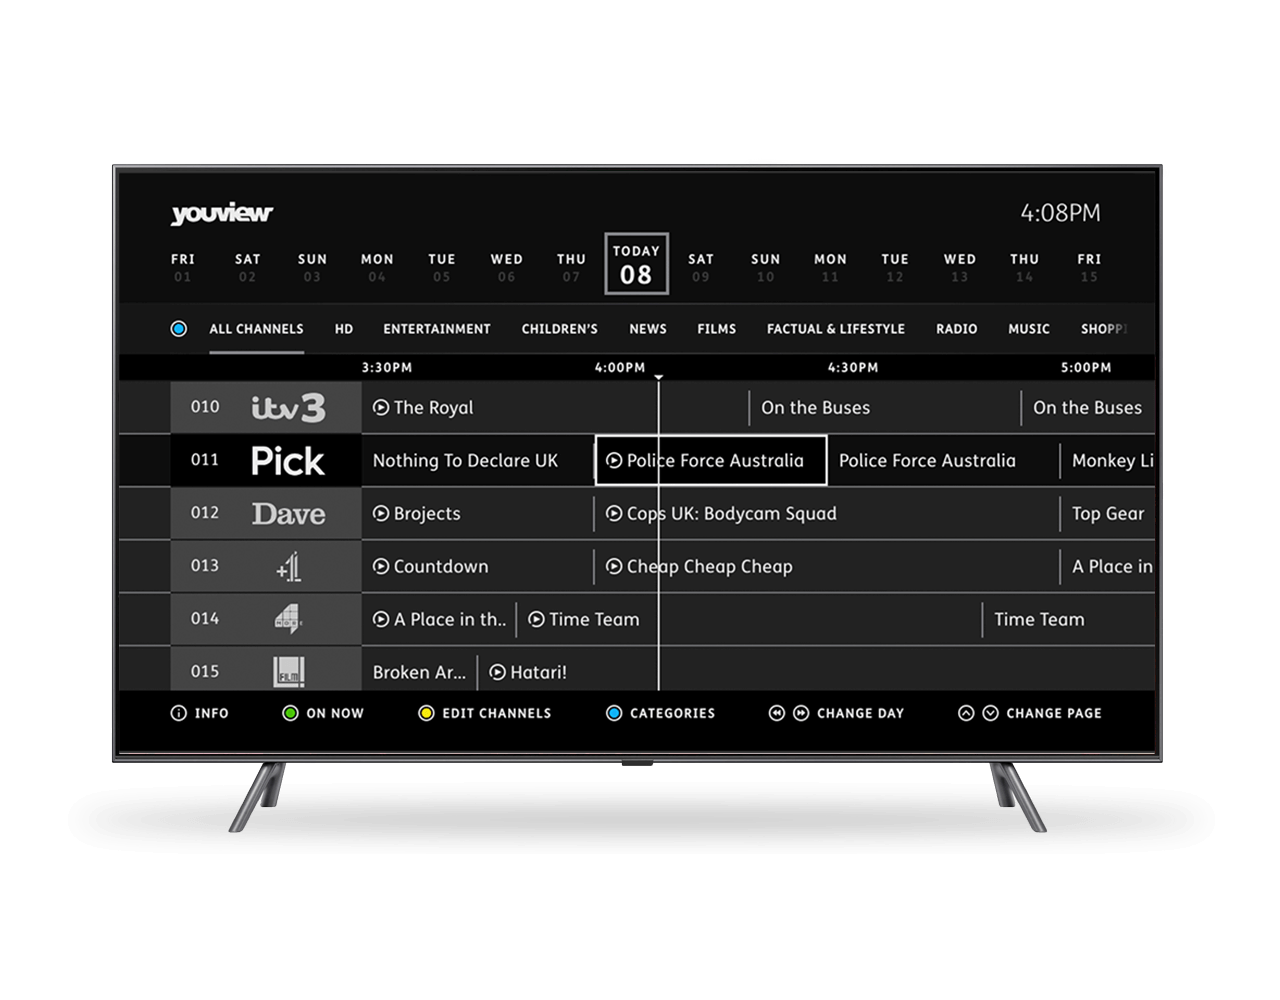 youview
4:08PM
FRI SAT SUN MON TUE WED THU TODAY SAT SUN MON TUE WED THU FRI
01 02 03 04 05 06 07 08 09 10 11 12 13 14 15
ALL CHANNELS HD ENTERTAINMENT CHILDREN'S NEWS FILMS FACTUAL & LIFESTYLE RADIO MUSIC SHOPPI
3:30PM 4:00PM 4:30PM 5:00PM
010 itv3 The Royal On the Buses On the Buses
011 Pick Nothing To Declare UK Police Force Australia Police Force Australia Monkey Li
012 Dave Brojects Cops UK: Bodycam Squad Top Gear
013 +1 Countdown Cheap Cheap Cheap A Place in
014 4 A Place in th.. Time Team Time Team
015 FILM4 Broken Ar... Hatari!
INFO ON NOW EDIT CHANNELS CATEGORIES CHANGE DAY CHANGE PAGE